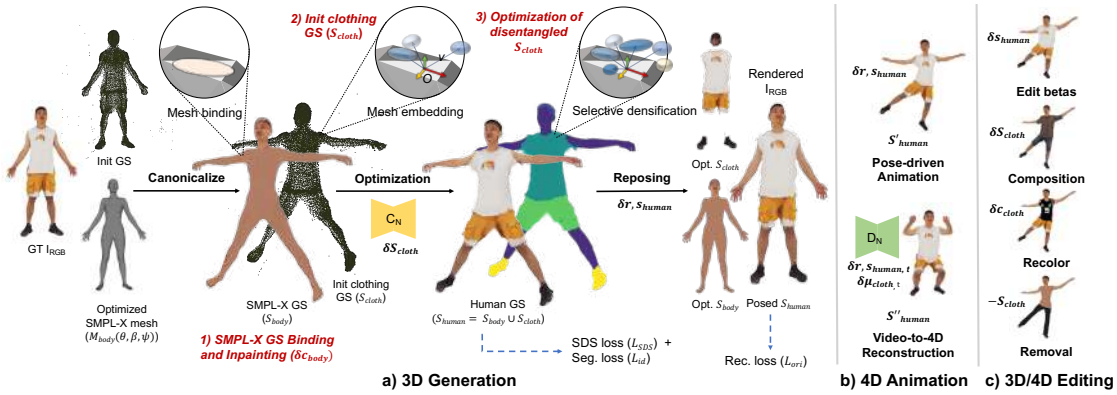 2) Init clothing
GS (S_cloth)
3) Optimization of
disentangled
S_cloth
v
O
Mesh binding
Mesh embedding
Selective densification
Rendered
I_RGB
Init GS
Opt. S_cloth
Canonicalize
Optimization
Reposing
C_N
δS_cloth
δr, s_human
GT I_RGB
Init clothing
GS (S_cloth)
Optimized
SMPL-X mesh
(M_body(θ, β, ψ))
SMPL-X GS
(S_body)
Human GS
(S_human = S_body ∪ S_cloth)
Opt. S_body
Posed S_human
1) SMPL-X GS Binding
and Inpainting (δc_body)
SDS loss (L_SDS) +
Seg. loss (L_id)
Rec. loss (L_ori)
a) 3D Generation
δr, s_human
S'_human
Pose-driven
Animation
D_N
δr, s_human, t
δμ_cloth, t
S''_human
Video-to-4D
Reconstruction
b) 4D Animation
δs_human
Edit betas
δS_cloth
Composition
δc_cloth
Recolor
−S_cloth
Removal
c) 3D/4D Editing